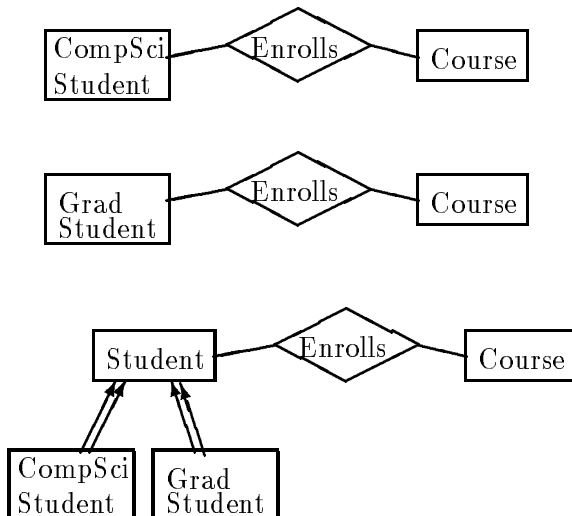 CompSci
Student
Enrolls
Course
Grad
Student
Enrolls
Course
Student
Enrolls
Course
CompSci
Student
Grad
Student